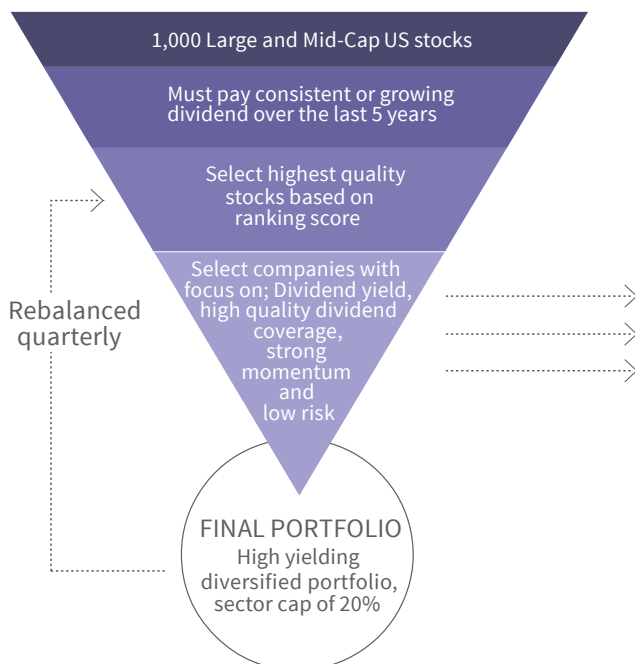 1,000 Large and Mid-Cap US stocks
Must pay consistent or growing
dividend over the last 5 years
Select highest quality
stocks based on
ranking score
Select companies with
focus on; Dividend yield,
high quality dividend
coverage,
strong
momentum
and
low risk
Rebalanced
quarterly
FINAL PORTFOLIO
High yielding
diversified portfolio,
sector cap of 20%